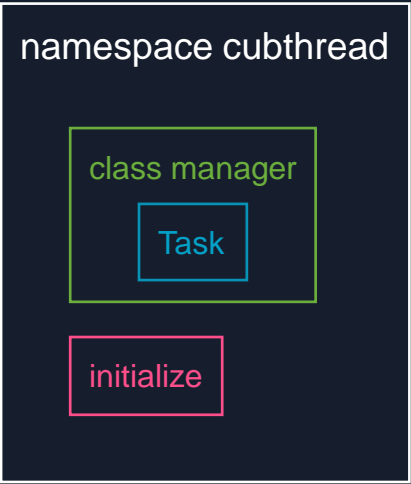 namespace cubthread
class manager
Task
initialize